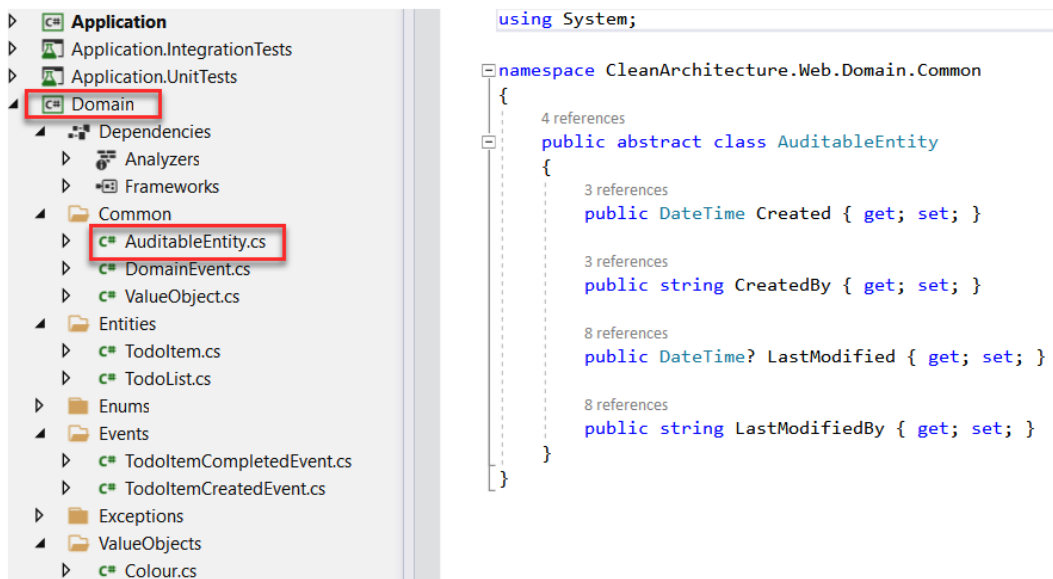 Application
Application.IntegrationTests
Application.UnitTests
C# Domain
Dependencies
Analyzers
Frameworks
Common
C# AuditableEntity.cs
C# DomainEvent.cs
C# ValueObject.cs
Entities
C# TodoItem.cs
C# TodoList.cs
Enums
Events
C# TodoItemCompletedEvent.cs
C# TodoItemCreatedEvent.cs
Exceptions
ValueObjects
C# Colour.cs
using System;
namespace CleanArchitecture.Web.Domain.Common
{
4 references
public abstract class AuditableEntity
{
3 references
public DateTime Created { get; set; }
3 references
public string CreatedBy { get; set; }
8 references
public DateTime? LastModified { get; set; }
8 references
public string LastModifiedBy { get; set; }
}
}